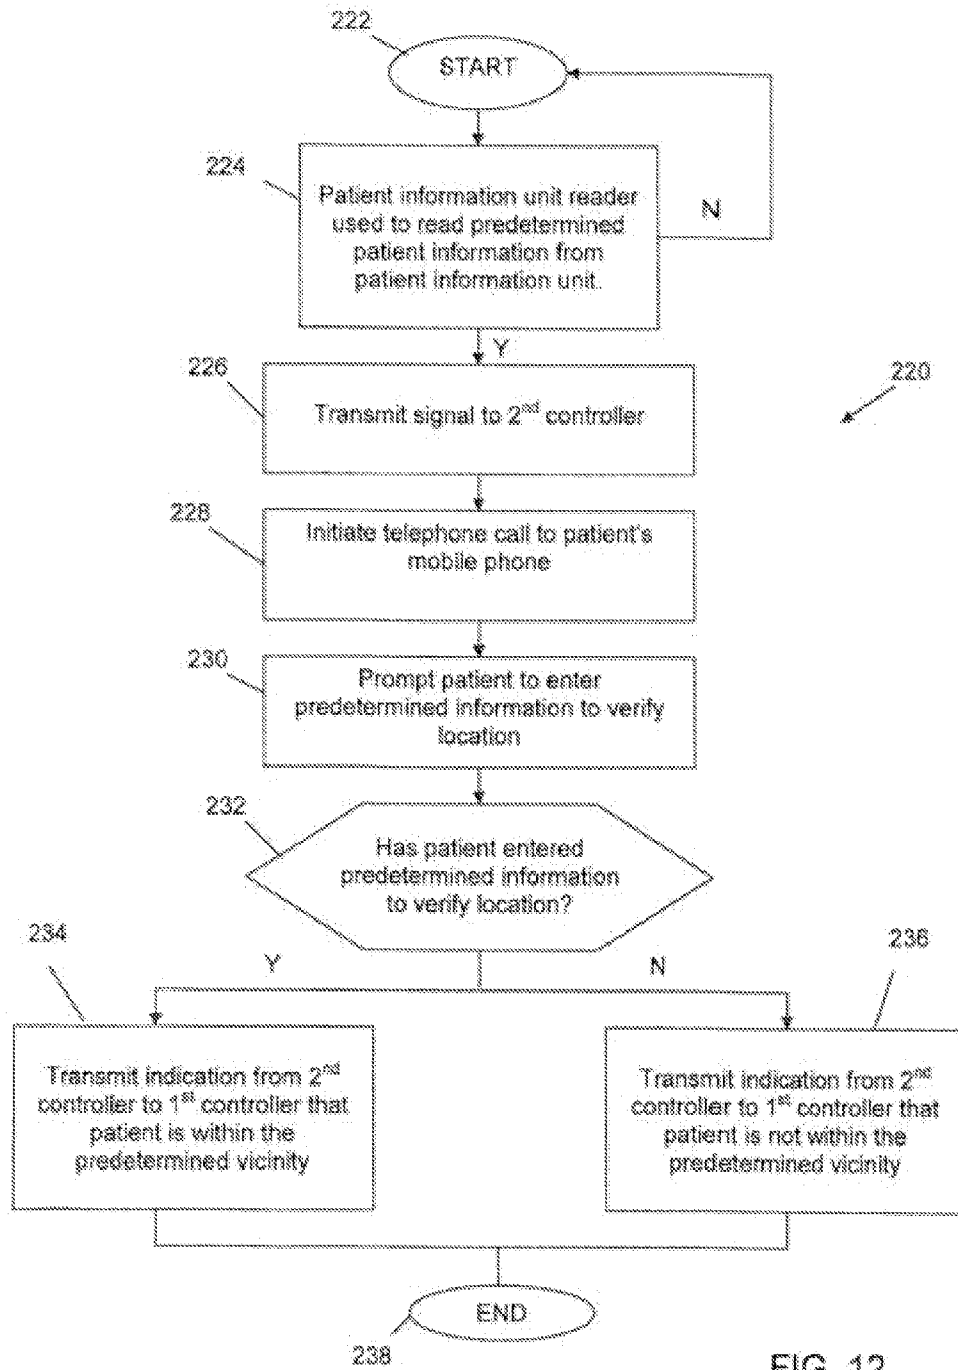 222
START
224
Patient information unit reader
used to read predetermined
patient information from
patient information unit.
N
Y
226
Transmit signal to 2nd controller
220
228
Initiate telephone call to patient's
mobile phone
230
Prompt patient to enter
predetermined information to verify
location
232
Has patient entered
predetermined information
to verify location?
234
Y
N
236
Transmit indication from 2nd
controller to 1st controller that
patient is within the
predetermined vicinity
Transmit indication from 2nd
controller to 1st controller that
patient is not within the
predetermined vicinity
END
238
FIG. 12